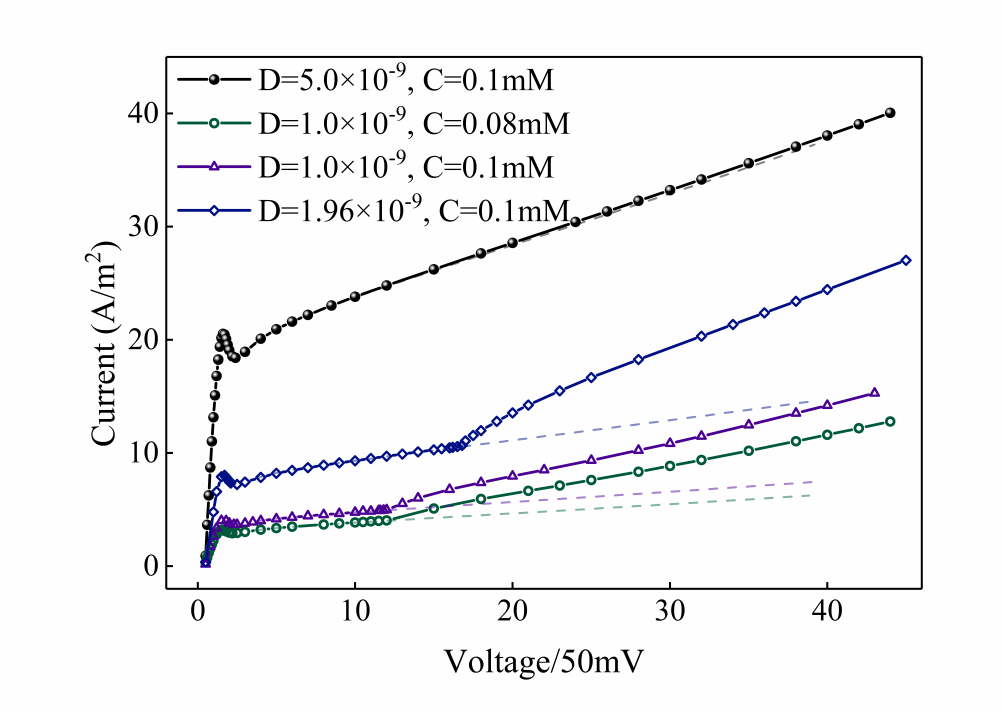 D=5.0×10⁻⁹, C=0.1mM
D=1.0×10⁻⁹, C=0.08mM
D=1.0×10⁻⁹, C=0.1mM
D=1.96×10⁻⁹, C=0.1mM
Current (A/m²)
40
30
20
10
0
0 10 20 30 40
Voltage/50mV